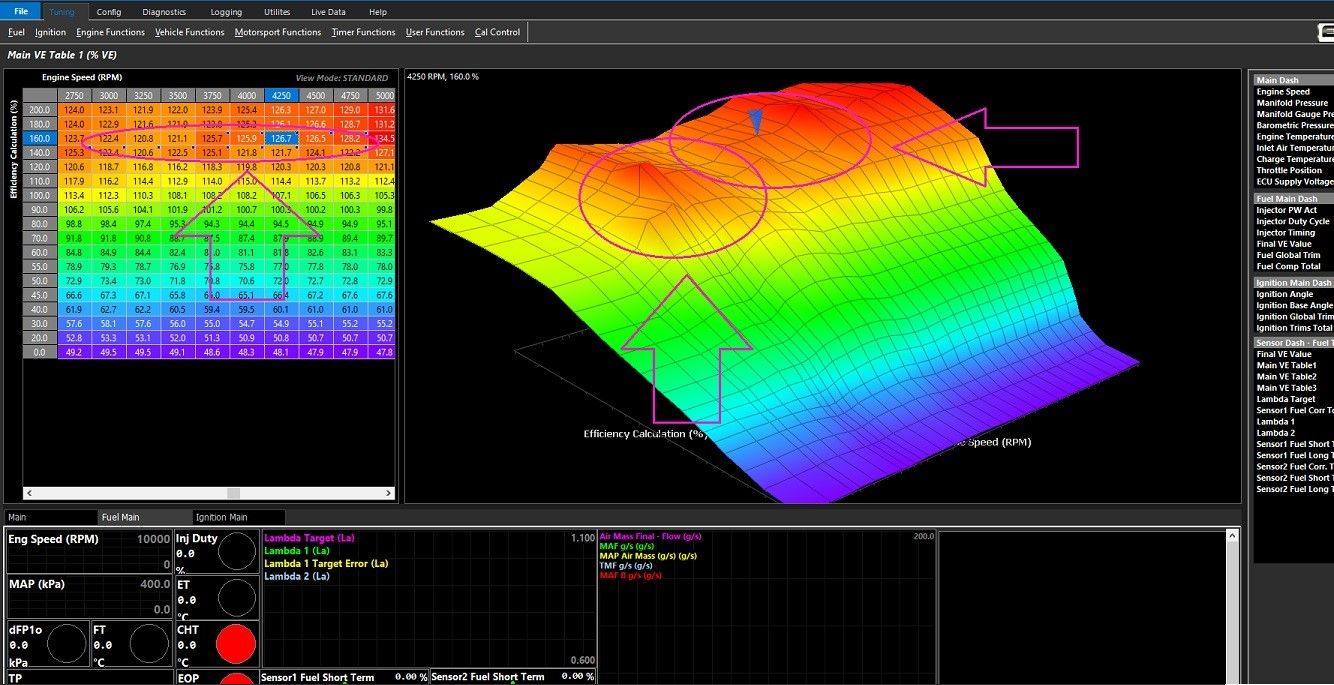 File Tuning Config Diagnostics Logging Utilites Live Data Help
Fuel Ignition Engine Functions Vehicle Functions Motorsport Functions Timer Functions User Functions Cal Control
Main VE Table 1 (% VE)
Engine Speed (RPM) View Mode: STANDARD
2750 3000 3250 3500 3750 4000 4250 4500 4750 5000
Efficiency Calculation (%)
200.0 124.0 123.1 121.9 122.0 123.9 125.4 126.3 127.0 129.0 131.6
180.0 124.0 122.9 121.6 126.6 128.7 131.2
160.0 123.7 122.4 120.8 121.1 125.7 125.9 126.7 126.5 128.2 134.5
140.0 125.3 122.4 120.6 122.5 125.1 121.8 121.7 124.1 122.2 127.1
120.0 120.6 118.7 116.8 116.2 118.3 119.8 120.3 120.3 120.8 121.1
110.0 117.9 116.2 114.4 112.9 114.0 115.0 114.4 113.7 113.2 112.4
100.0 113.4 112.3 110.3 108.1 108.2 108.2 107.1 106.5 106.3 105.3
90.0 106.2 105.6 104.1 101.9 101.2 100.7 100.3 99.8
80.0 98.8 98.4 97.4 95.3 94.3 94.4 94.5 94.9 94.9 95.1
70.0 91.8 91.8 90.8 87.4 88.9 89.4 89.7
60.0 84.8 84.9 84.4 82.4 81.1 82.6 83.1 83.3
55.0 78.9 79.3 78.7 76.9 75.8 77.0 77.8 78.0 78.0
50.0 72.9 73.4 73.0 71.8 70.8 70.6 72.0 72.7 72.8 72.9
45.0 66.6 67.3 67.1 65.8 65.1 66.4 67.2 67.6 67.6
40.0 61.9 62.7 62.2 60.5 59.4 59.5 60.1 61.0 61.0 61.0
30.0 57.6 58.1 57.6 56.0 55.0 54.7 54.9 55.1 55.2 55.2
20.0 52.8 53.3 53.1 52.0 51.3 50.9 50.8 50.7 50.7 50.7
0.0 49.2 49.5 49.5 49.1 48.6 48.3 48.1 47.9 47.9 47.8
4250 RPM, 160.0 %
Efficiency Calculation (%)
Speed (RPM)
Main Dash
Engine Speed
Manifold Pressure
Manifold Gauge Pre
Barometric Pressure
Engine Temperature
Inlet Air Temperatur
Charge Temperature
Throttle Position
ECU Supply Voltage
Fuel Main Dash
Injector PW Act
Injector Duty Cycle
Injector Timing
Final VE Value
Fuel Global Trim
Fuel Comp Total
Ignition Main Dash
Ignition Angle
Ignition Base Angle
Ignition Global Trim
Ignition Trims Total
Sensor Dash - Fuel T
Final VE Value
Main VE Table1
Main VE Table2
Main VE Table3
Lambda Target
Sensor1 Fuel Corr To
Lambda 1
Lambda 2
Sensor1 Fuel Short T
Sensor1 Fuel Long T
Sensor2 Fuel Corr. T
Sensor2 Fuel Short T
Sensor2 Fuel Long T
Main Fuel Main Ignition Main
Eng Speed (RPM) 10000
0
MAP (kPa) 400.0
0.0
dFP1o
0.0
kPa
FT
0.0
°C
TP
Inj Duty
0.0
%
ET
0.0
°C
CHT
0.0
°C
EOP
Lambda Target (La) 1.100
Lambda 1 (La)
Lambda 1 Target Error (La)
Lambda 2 (La)
0.600
Sensor1 Fuel Short Term 0.00 % Sensor2 Fuel Short Term 0.00 %
Air Mass Final - Flow (g/s) 200.0
MAF g/s (g/s)
MAP Air Mass (g/s) (g/s)
TMF g/s (g/s)
MAF B g/s (g/s)